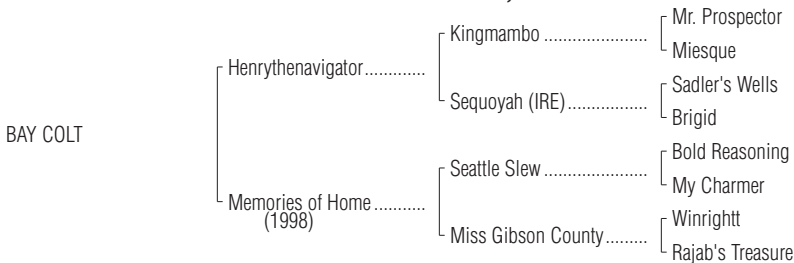 Mr. Prospector
Kingmambo ......................
Miesque
Henrythenavigator.............
Sadler's Wells
Sequoyah (IRE).................
Brigid
BAY COLT
Bold Reasoning
Seattle Slew ......................
My Charmer
Memories of Home ...........
(1998)
Winrightt
Miss Gibson County.........
Rajab's Treasure